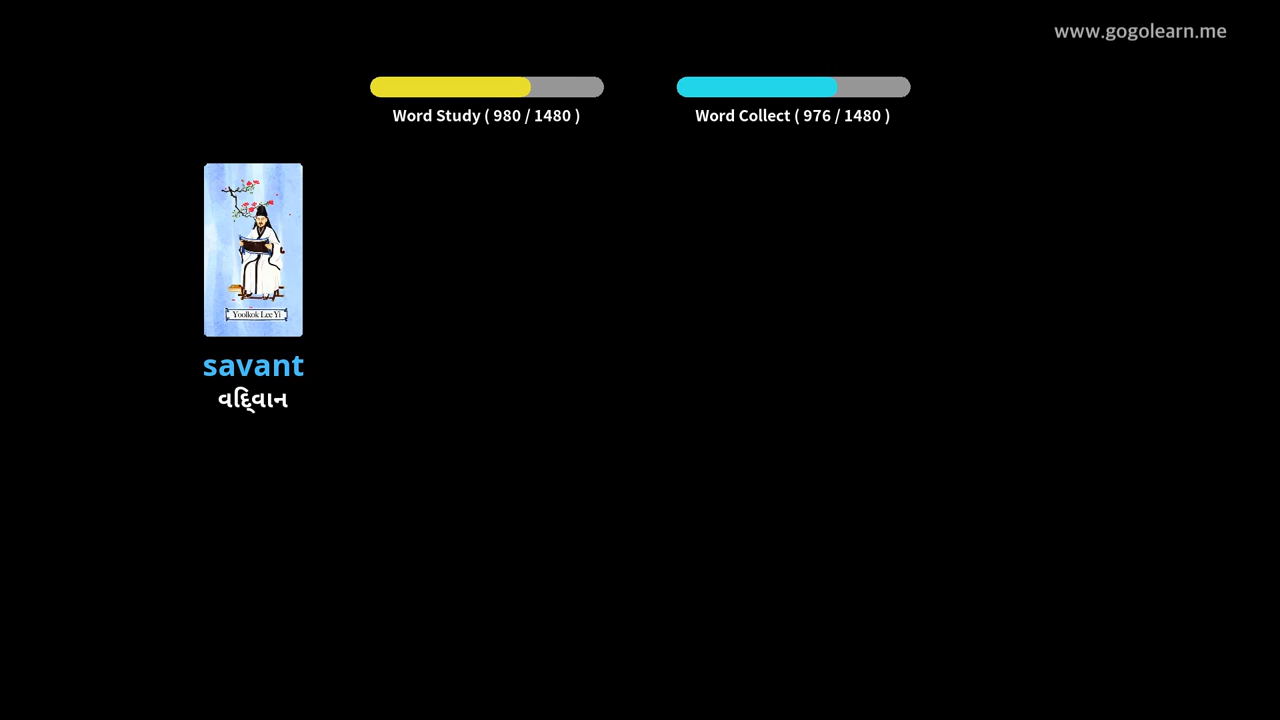 www.gogolearn.me
Word Study ( 980 / 1480 )
Word Collect ( 976 / 1480 )
Yoolkok Lee Yi
savant
વદ્વિાન